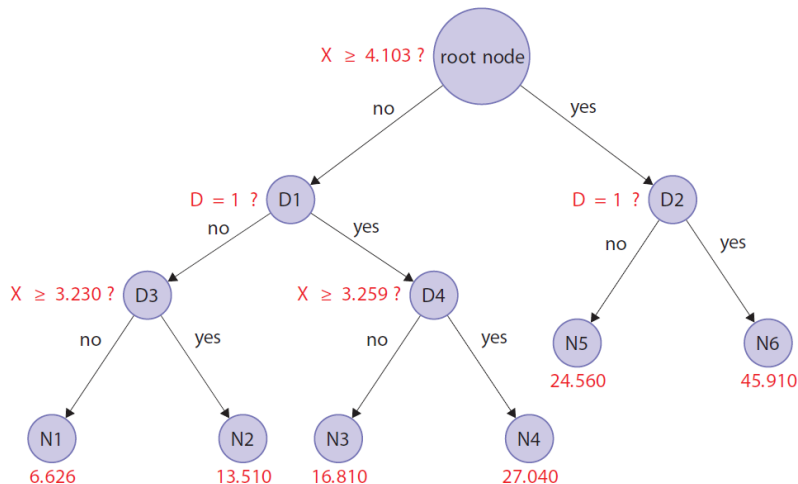 X ≥ 4.103 ?
root node
no
yes
D = 1 ?
D1
D = 1 ?
D2
no
yes
no
yes
X ≥ 3.230 ?
D3
X ≥ 3.259 ?
D4
no
yes
no
yes
N5
N6
24.560
45.910
N1
N2
N3
N4
6.626
13.510
16.810
27.040